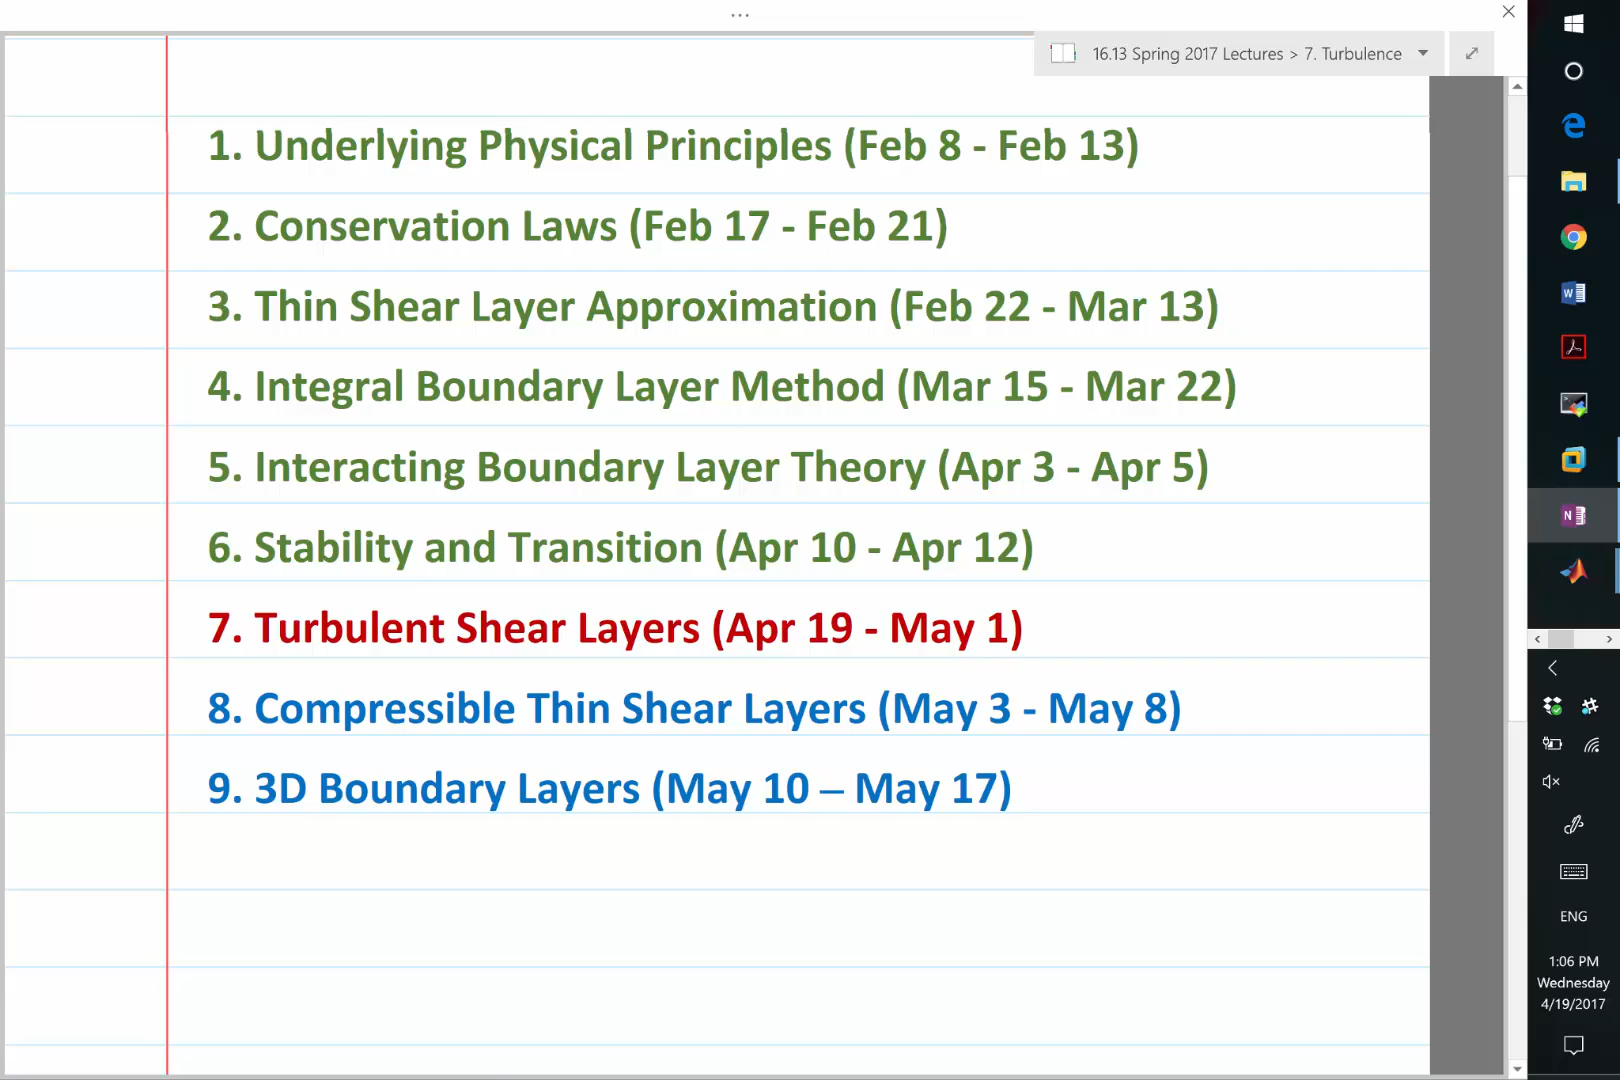 16.13 Spring 2017 Lectures > 7. Turbulence
1. Underlying Physical Principles (Feb 8 - Feb 13)
2. Conservation Laws (Feb 17 - Feb 21)
3. Thin Shear Layer Approximation (Feb 22 - Mar 13)
4. Integral Boundary Layer Method (Mar 15 - Mar 22)
5. Interacting Boundary Layer Theory (Apr 3 - Apr 5)
6. Stability and Transition (Apr 10 - Apr 12)
7. Turbulent Shear Layers (Apr 19 - May 1)
8. Compressible Thin Shear Layers (May 3 - May 8)
9. 3D Boundary Layers (May 10 – May 17)
ENG
1:06 PM
Wednesday
4/19/2017